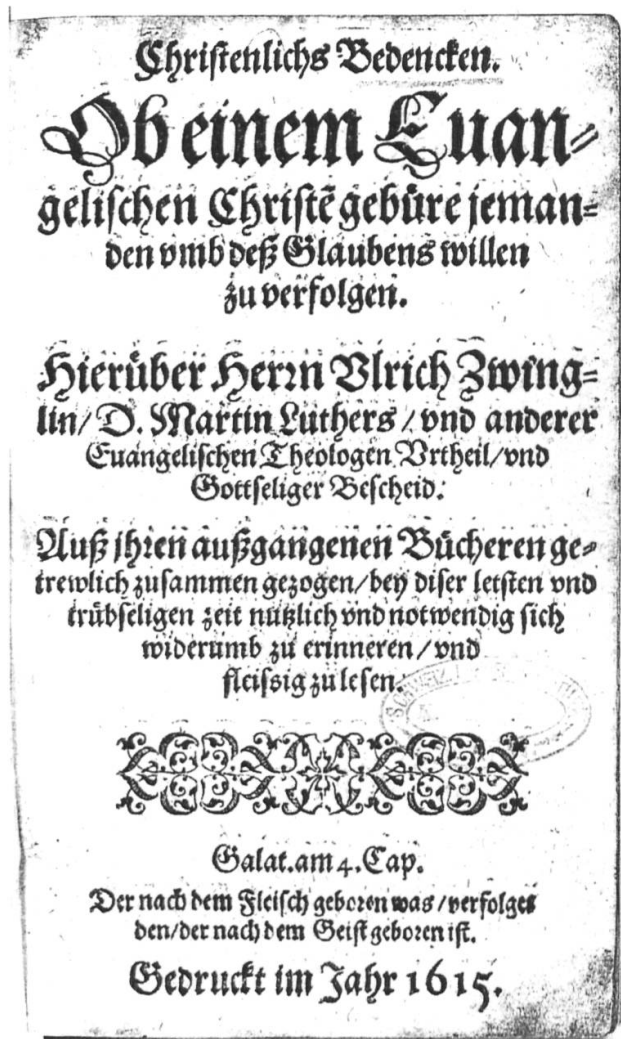 Christenlichs Bedencken.
Ob einem Euan⸗
gelischen Christẽ gebüre jeman⸗
den vmb deß Glaubens willen
zu verfolgen.
Hierüber Herrn Vlrich Zwing⸗
lin/ D. Martin Luthers/ vnd anderer
Euangelischen Theologen Vrtheil/ vnd
Gottseliger Bescheid:
Auß jhren außgangenen Bücheren ge⸗
trewlich zusammen gezogen/ bey diser letsten vnd
trübseligen zeit nutzlich vnd notwendig sich
widerumb zu erinneren/ vnd
fleissig zu lesen.
Galat. am 4. Cap.
Der nach dem Fleisch geboren was/ verfolget
den/ der nach dem Geist geboren ist.
Gedruckt im Jahr 1615.